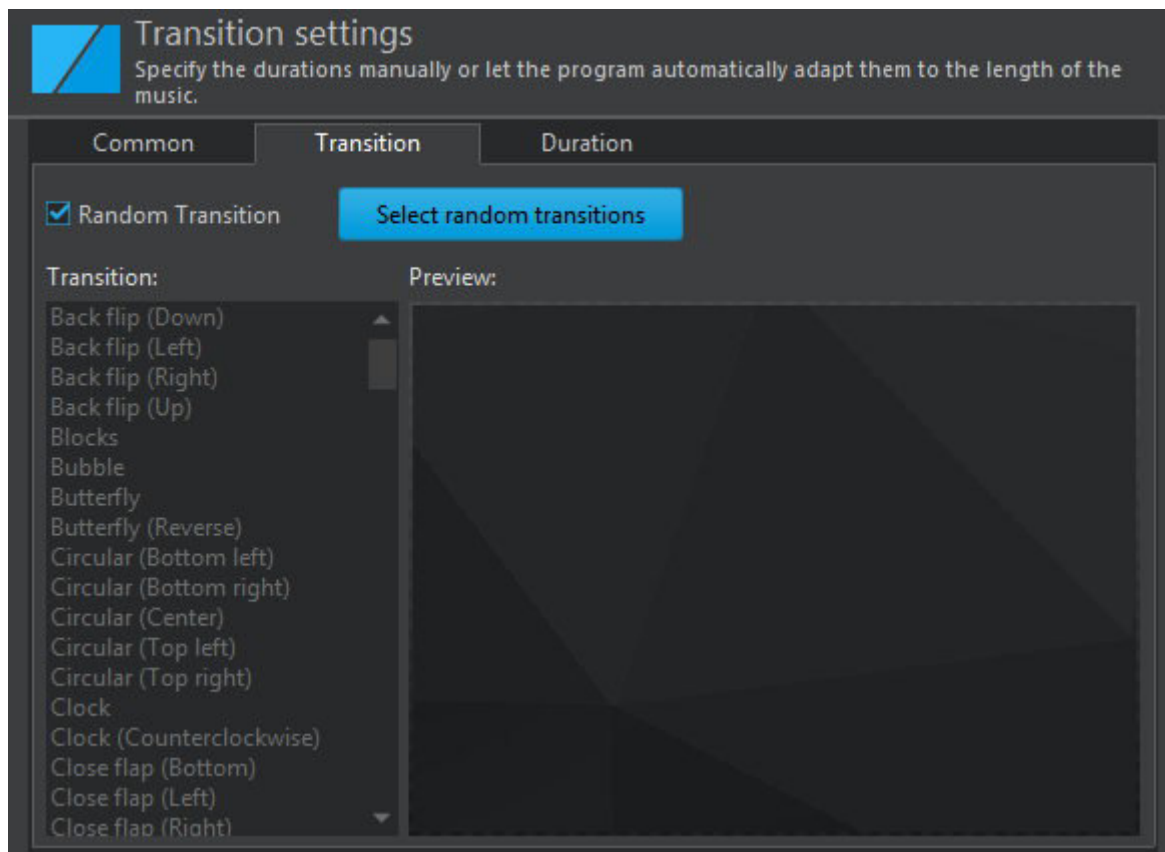 Transition settings
Specify the durations manually or let the program automatically adapt them to the length of the
music.
Common Transition Duration
Random Transition Select random transitions
Transition: Preview:
Back flip (Down)
Back flip (Left)
Back flip (Right)
Back flip (Up)
Blocks
Bubble
Butterfly
Butterfly (Reverse)
Circular (Bottom left)
Circular (Bottom right)
Circular (Center)
Circular (Top left)
Circular (Top right)
Clock
Clock (Counterclockwise)
Close flap (Bottom)
Close flap (Left)
Close flap (Right)